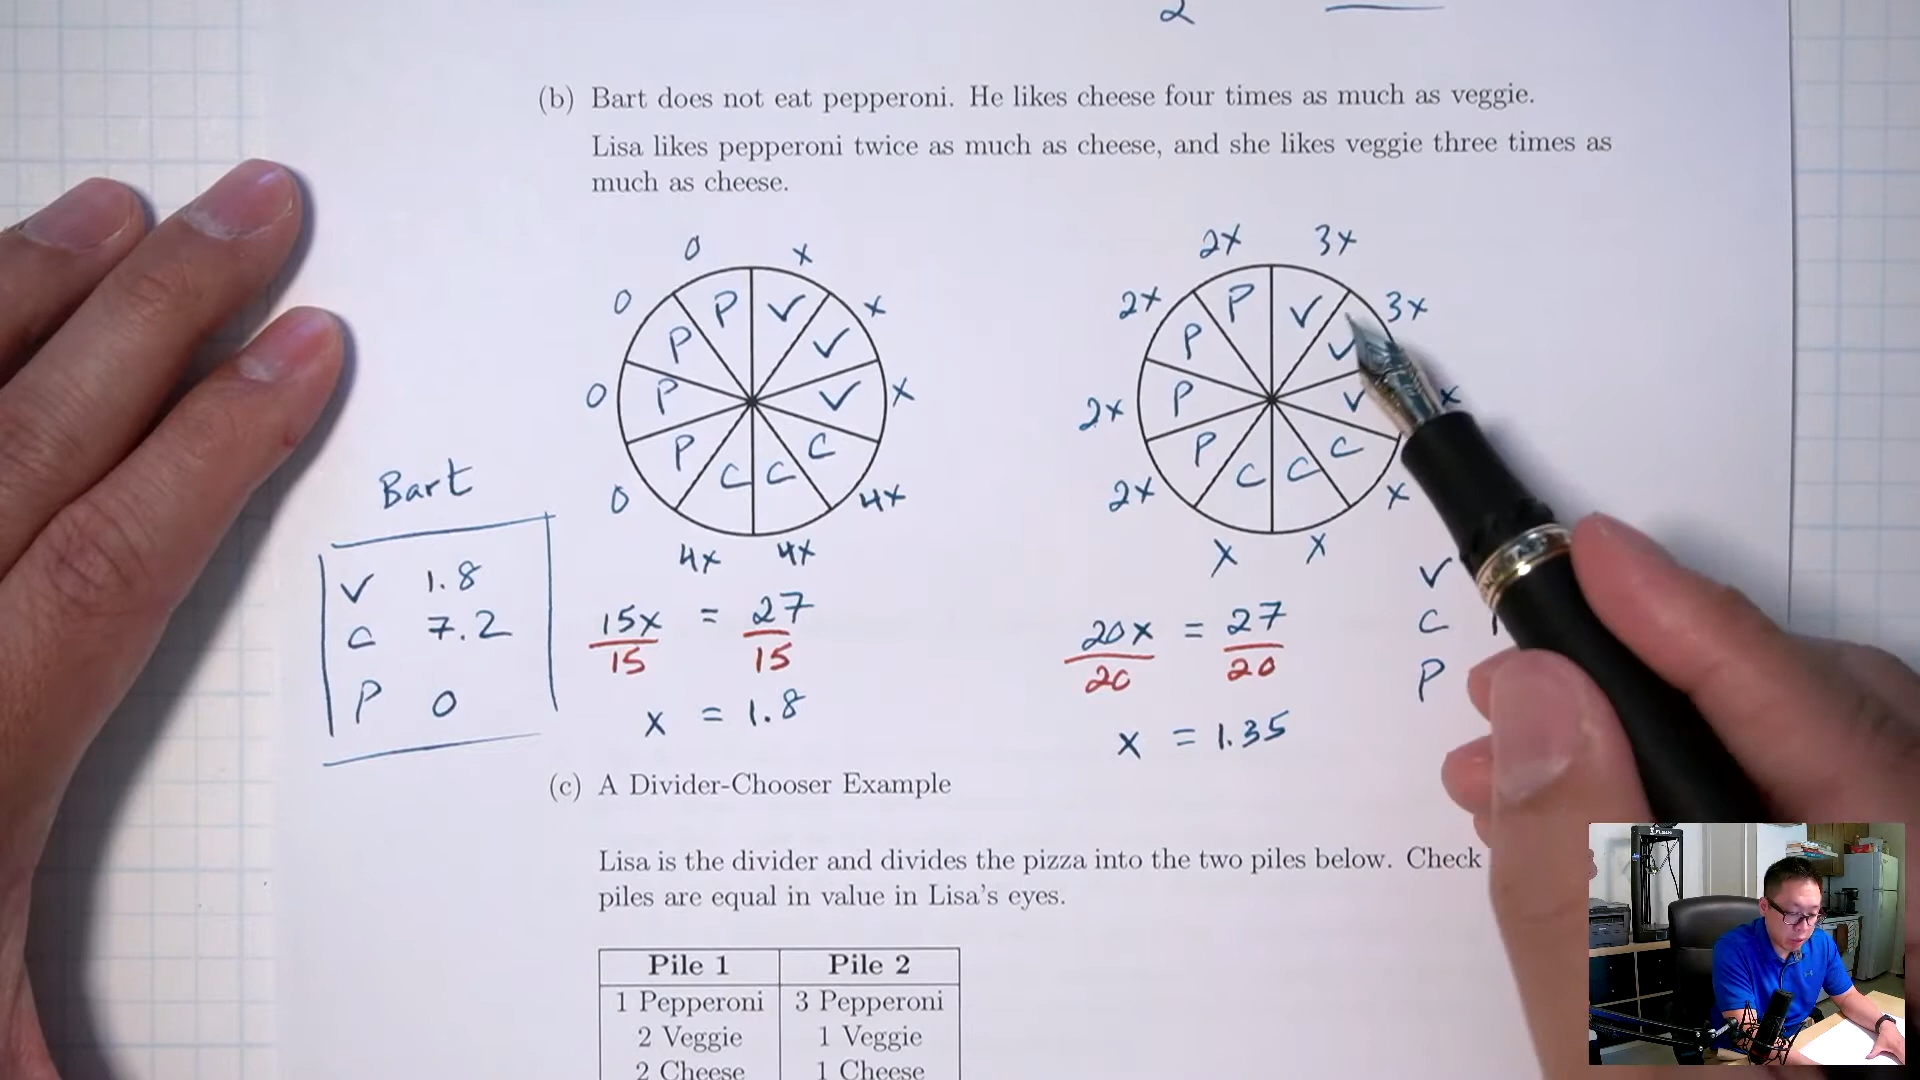 2
(b) Bart does not eat pepperoni. He likes cheese four times as much as veggie.
Lisa likes pepperoni twice as much as cheese, and she likes veggie three times as
much as cheese.
0 x
0 P V x
P V
0 P V x
P C
0 C C 4x
4x 4x
2x 3x
2x P V 3x
P V
2x P V x
P C
2x C C x
x x
Bart
V 1.8
C 7.2
P 0
15x = 27
15 15
x = 1.8
20x = 27
20 20
x = 1.35
V
C
P
(c) A Divider-Chooser Example
Lisa is the divider and divides the pizza into the two piles below. Check
piles are equal in value in Lisa's eyes.
Pile 1 Pile 2
1 Pepperoni 3 Pepperoni
2 Veggie 1 Veggie
2 Cheese 1 Cheese